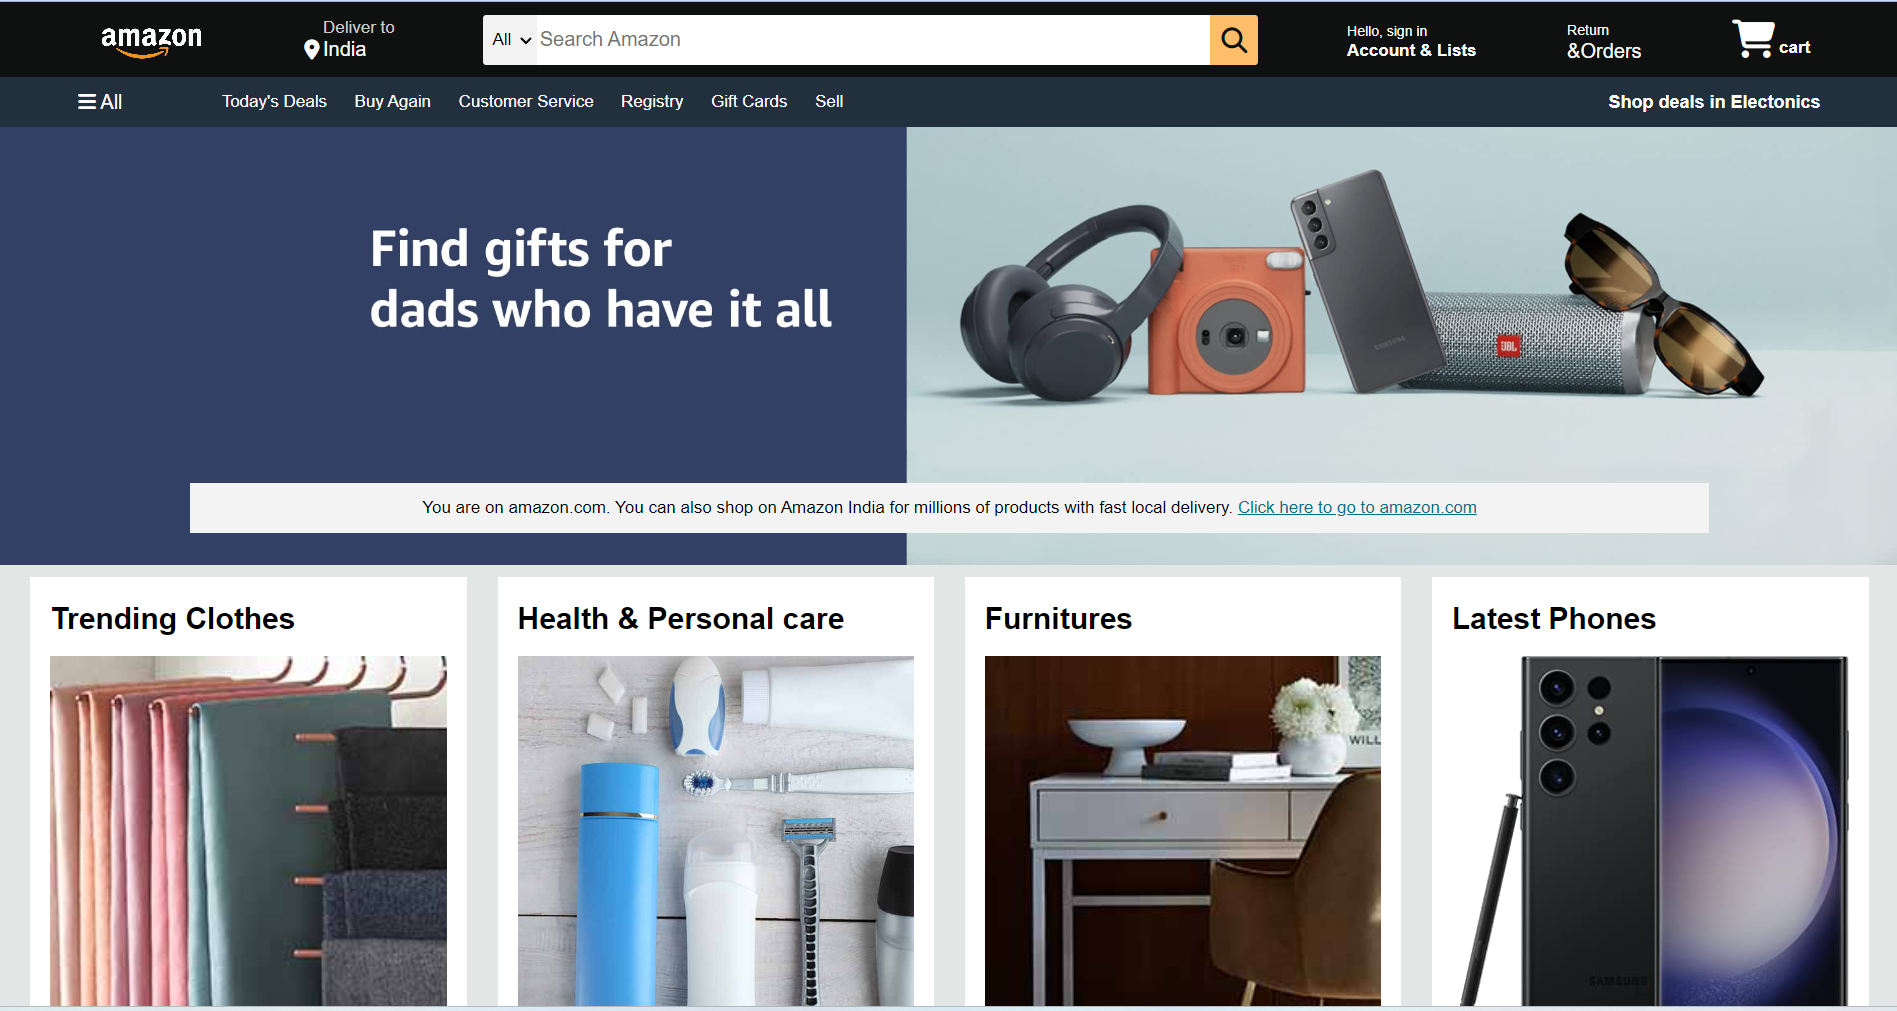 amazon
Deliver to
India
All
Search Amazon
Hello, sign in
Account & Lists
Return
&Orders
cart
All
Today's Deals
Buy Again
Customer Service
Registry
Gift Cards
Sell
Shop deals in Electonics
Find gifts for
dads who have it all
SAMSUNG
JBL
You are on amazon.com. You can also shop on Amazon India for millions of products with fast local delivery. Click here to go to amazon.com
Trending Clothes
Health & Personal care
Furnitures
Latest Phones
WILL
SAMSUNG